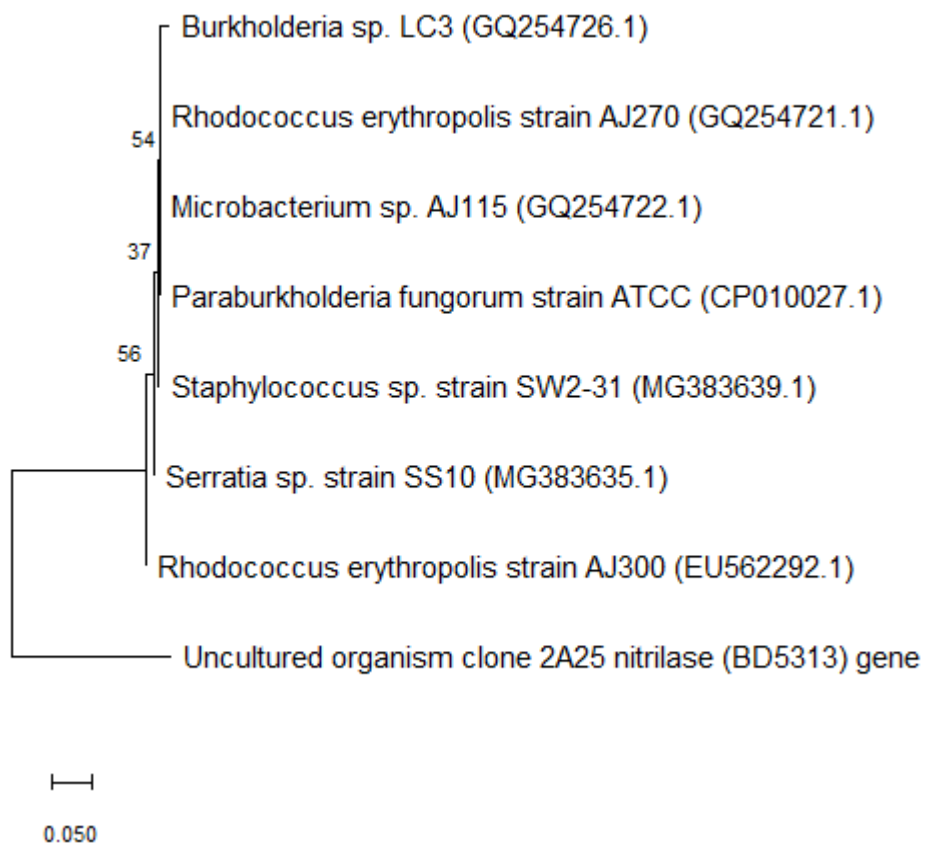 Burkholderia sp. LC3 (GQ254726.1)
Rhodococcus erythropolis strain AJ270 (GQ254721.1)
54
Microbacterium sp. AJ115 (GQ254722.1)
37
Paraburkholderia fungorum strain ATCC (CP010027.1)
56
Staphylococcus sp. strain SW2-31 (MG383639.1)
Serratia sp. strain SS10 (MG383635.1)
Rhodococcus erythropolis strain AJ300 (EU562292.1)
Uncultured organism clone 2A25 nitrilase (BD5313) gene
0.050